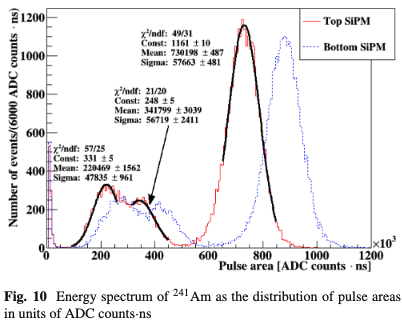 Top SiPM
Bottom SiPM
χ²/ndf: 49/31
Const: 1161 ± 10
Mean: 730198 ± 487
Sigma: 57663 ± 481
χ²/ndf: 21/20
Const: 248 ± 5
Mean: 341799 ± 3039
Sigma: 56719 ± 2411
χ²/ndf: 57/25
Const: 331 ± 5
Mean: 220469 ± 1562
Sigma: 47835 ± 961
Number of events/(6000 ADC counts·ns)
1200
1000
800
600
400
200
0
0 200 400 600 800 1000 1200
×10³
Pulse area [ADC counts · ns]
Fig. 10 Energy spectrum of ²⁴¹Am as the distribution of pulse areas
in units of ADC counts·ns